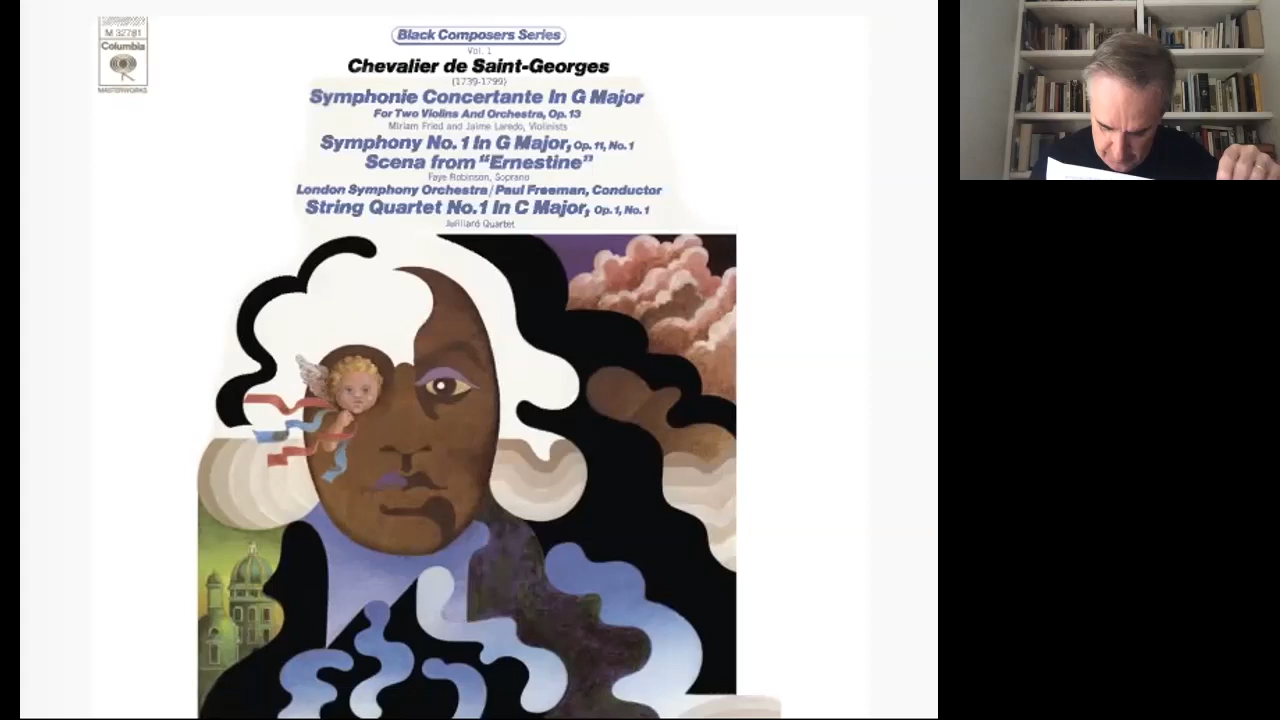 M 32781
Columbia
MASTERWORKS
Black Composers Series
Vol. 1
Chevalier de Saint-Georges
(1739-1799)
Symphonie Concertante In G Major
For Two Violins And Orchestra, Op. 13
Miriam Fried and Jaime Laredo, Violinists
Symphony No. 1 In G Major, Op. 11, No. 1
Scena from "Ernestine"
Faye Robinson, Soprano
London Symphony Orchestra/Paul Freeman, Conductor
String Quartet No. 1 In C Major, Op. 1, No. 1
Juilliard Quartet